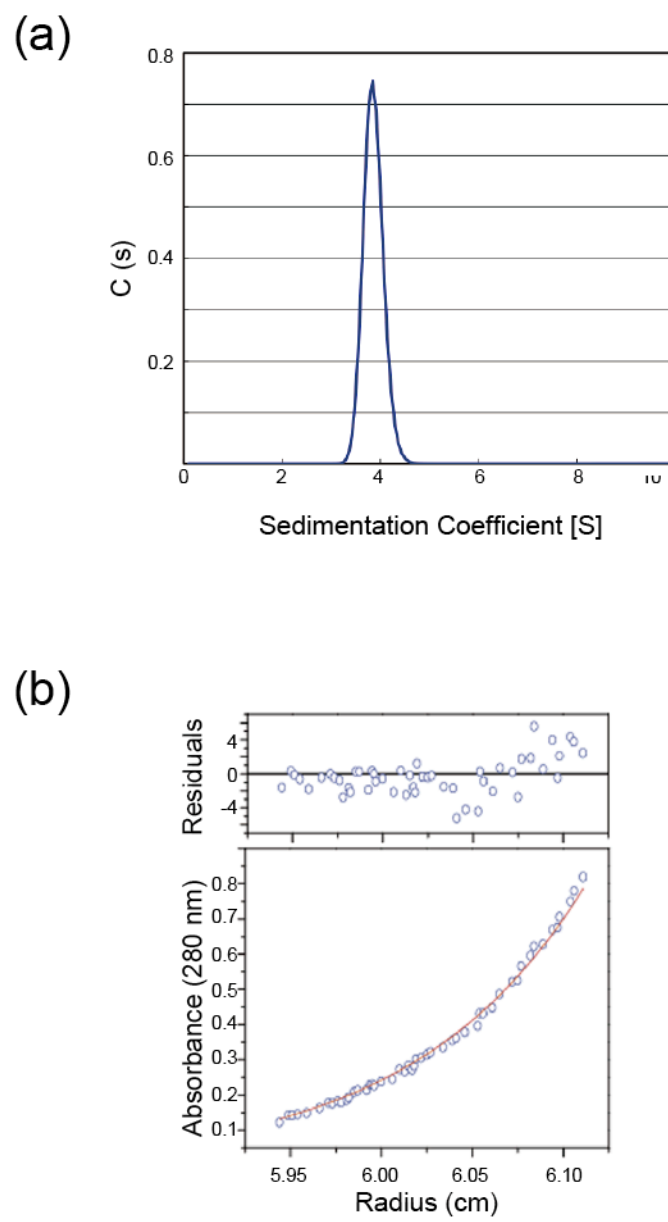 (a)
0.8
0.6
0.4
0.2
C (s)
0 2 4 6 8 10
Sedimentation Coefficient [S]
(b)
4
0
-4
Residuals
0.8
0.7
0.6
0.5
0.4
0.3
0.2
0.1
Absorbance (280 nm)
5.95 6.00 6.05 6.10
Radius (cm)